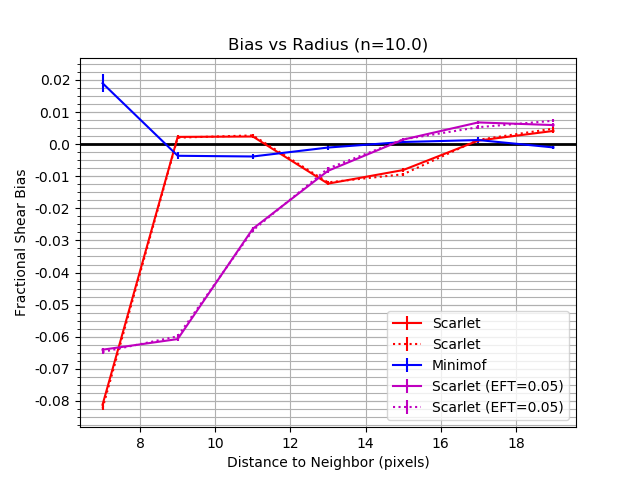 Bias vs Radius (n=10.0)
0.02
0.01
0.0
-0.01
-0.02
-0.03
-0.04
-0.05
-0.06
-0.07
-0.08
Fractional Shear Bias
Scarlet
Scarlet
Minimof
Scarlet (EFT=0.05)
Scarlet (EFT=0.05)
8 10 12 14 16 18
Distance to Neighbor (pixels)